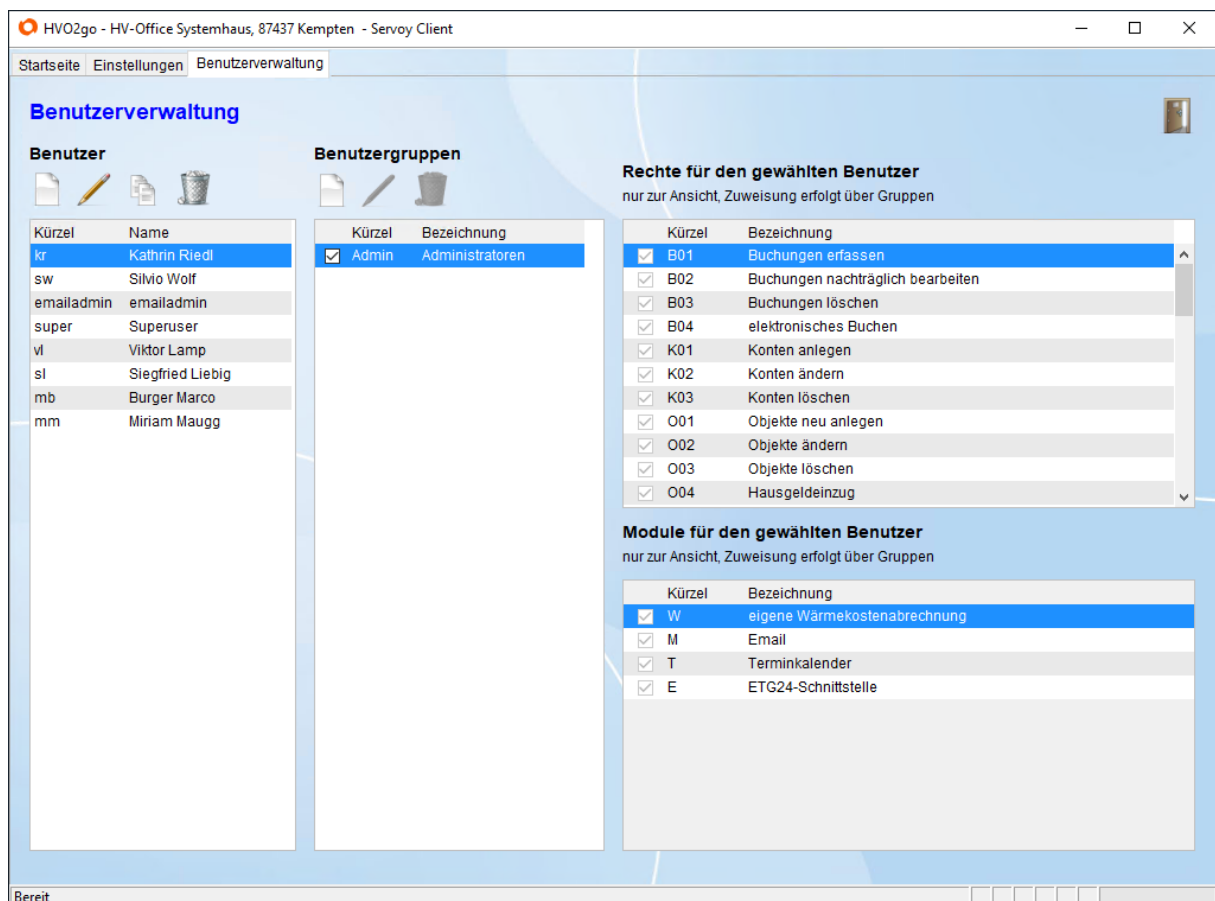 HVO2go - HV-Office Systemhaus, 87437 Kempten - Servoy Client
Startseite Einstellungen Benutzerverwaltung
Benutzerverwaltung
Benutzer
Kürzel Name
kr Kathrin Riedl
sw Silvio Wolf
emailadmin emailadmin
super Superuser
vl Viktor Lamp
sl Siegfried Liebig
mb Burger Marco
mm Miriam Maugg
Benutzergruppen
Kürzel Bezeichnung
Admin Administratoren
Rechte für den gewählten Benutzer
nur zur Ansicht, Zuweisung erfolgt über Gruppen
Kürzel Bezeichnung
B01 Buchungen erfassen
B02 Buchungen nachträglich bearbeiten
B03 Buchungen löschen
B04 elektronisches Buchen
K01 Konten anlegen
K02 Konten ändern
K03 Konten löschen
O01 Objekte neu anlegen
O02 Objekte ändern
O03 Objekte löschen
O04 Hausgeldeinzug
Module für den gewählten Benutzer
nur zur Ansicht, Zuweisung erfolgt über Gruppen
Kürzel Bezeichnung
W eigene Wärmekostenabrechnung
M Email
T Terminkalender
E ETG24-Schnittstelle
Bereit